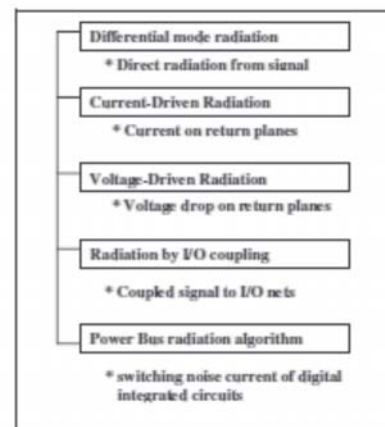 Differential mode radiation
* Direct radiation from signal
Current-Driven Radiation
* Current on return planes
Voltage-Driven Radiation
* Voltage drop on return planes
Radiation by I/O coupling
* Coupled signal to I/O nets
Power Bus radiation algorithm
* switching noise current of digital
integrated circuits